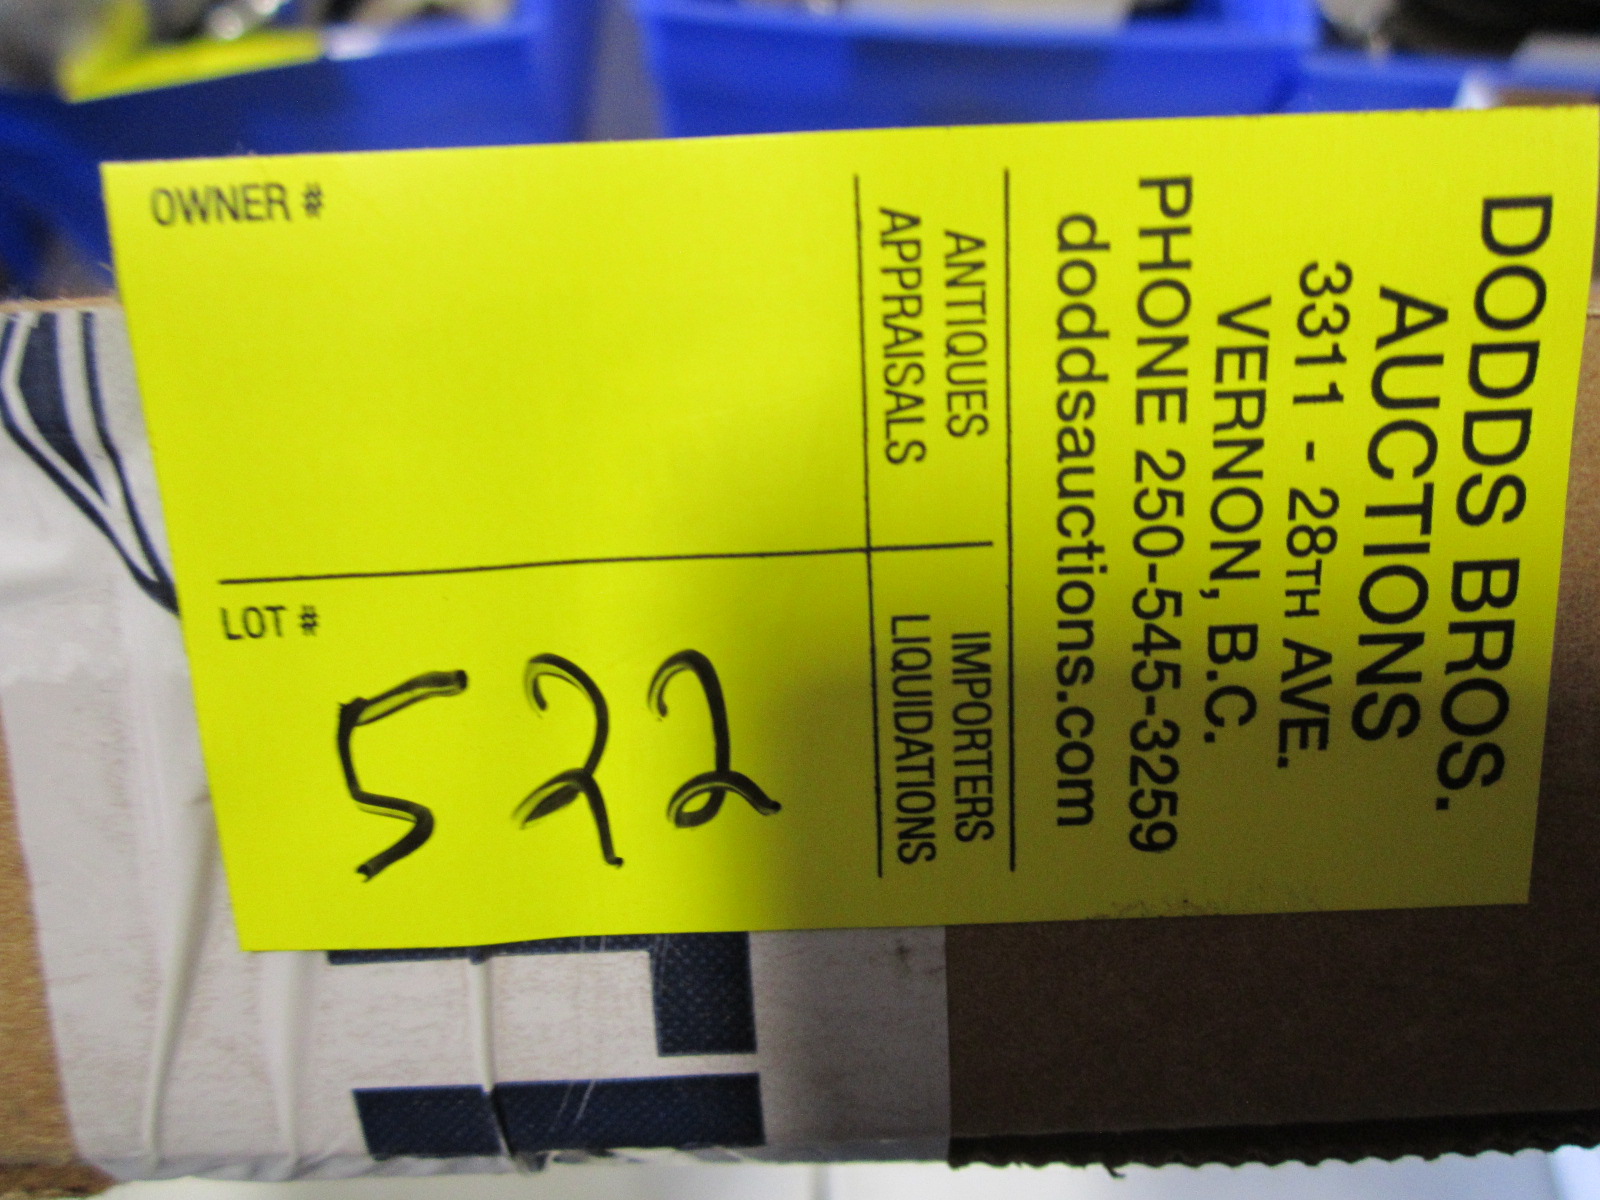 DODDS BROS.
AUCTIONS
3311 - 28TH AVE.
VERNON, B.C.
PHONE 250-545-3259
doddsauctions.com
ANTIQUES
APPRAISALS
IMPORTERS
LIQUIDATIONS
OWNER #
LOT #
522